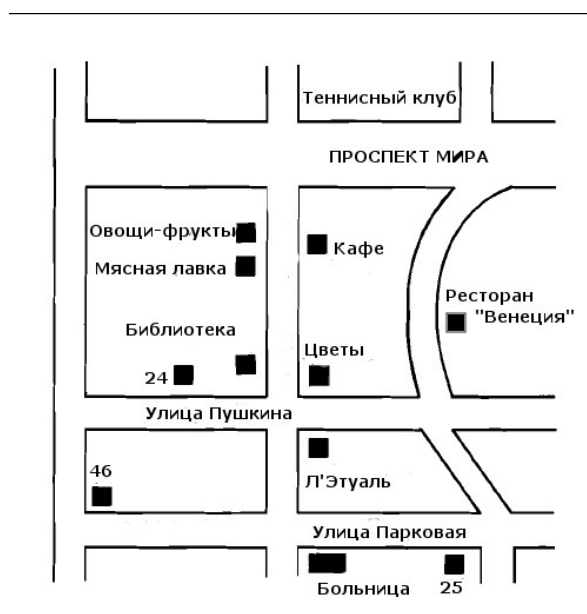 Теннисный клуб
ПРОСПЕКТ МИРА
Овощи-фрукты
Кафе
Мясная лавка
Ресторан
"Венеция"
Библиотека
Цветы
24
Улица Пушкина
46
Л'Этуаль
Улица Парковая
Больница
25